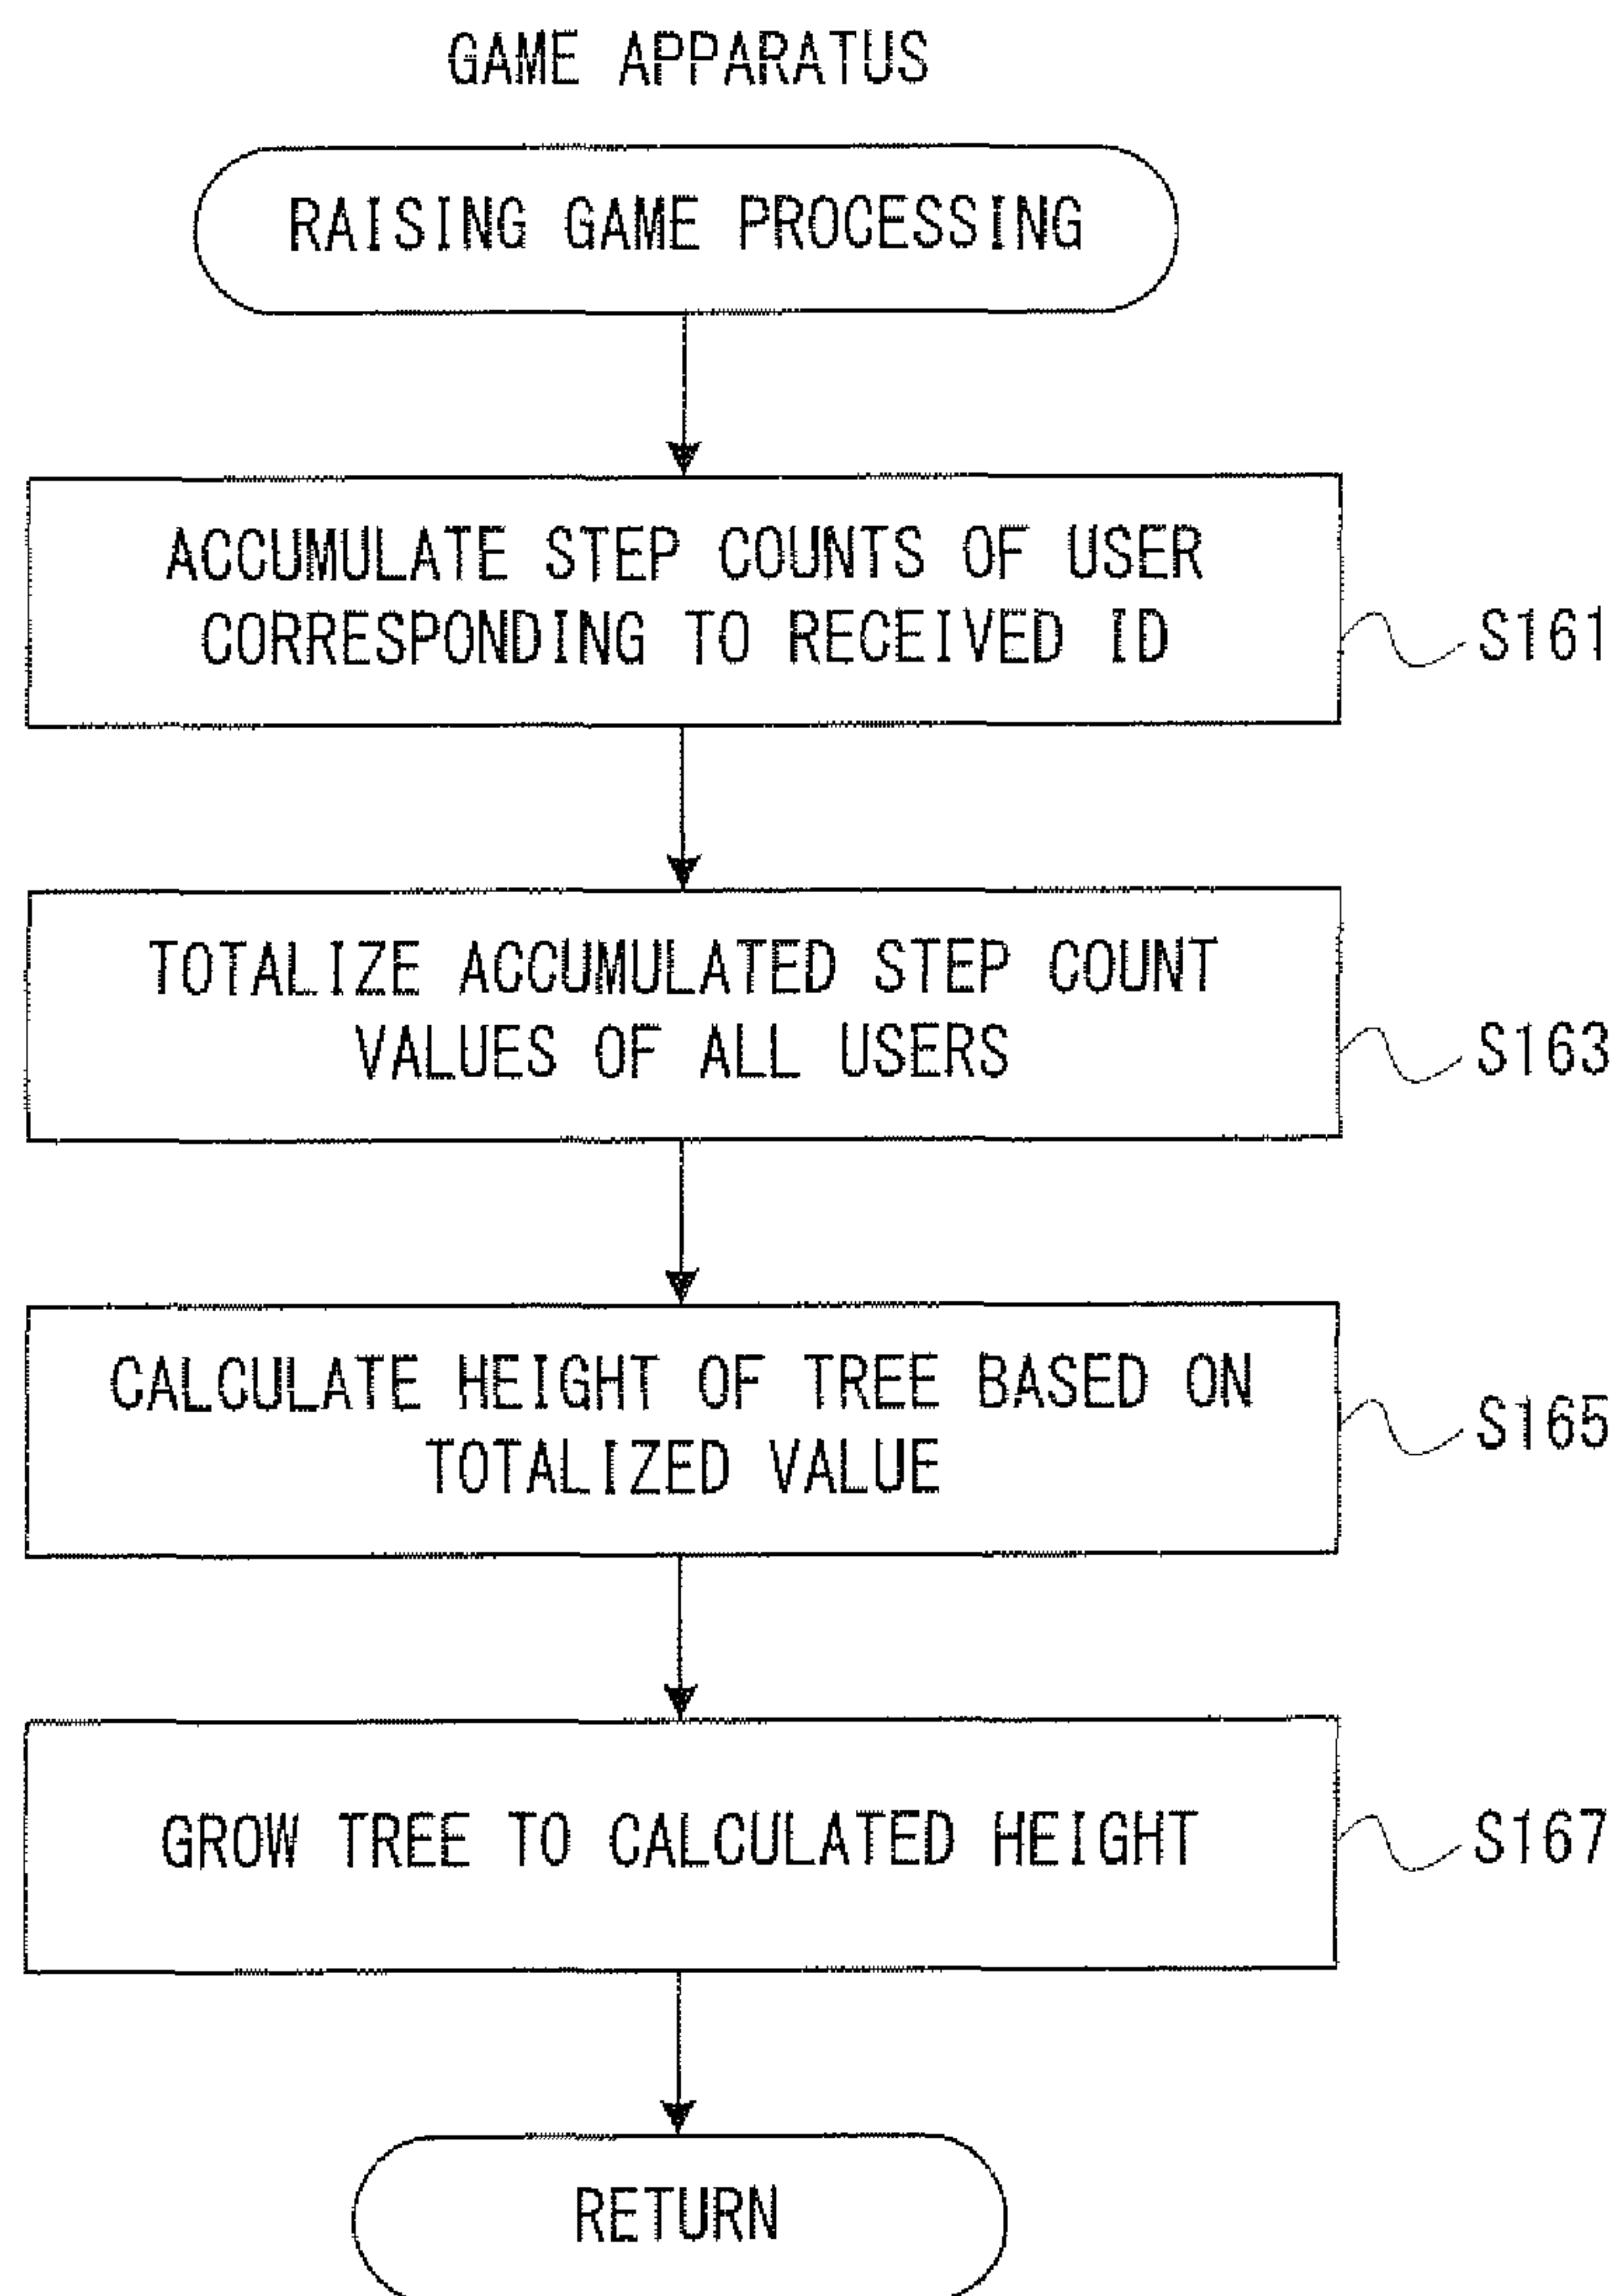 GAME APPARATUS
RAISING GAME PROCESSING
ACCUMULATE STEP COUNTS OF USER
CORRESPONDING TO RECEIVED ID
S161
TOTALIZE ACCUMULATED STEP COUNT
VALUES OF ALL USERS
S163
CALCULATE HEIGHT OF TREE BASED ON
TOTALIZED VALUE
S165
GROW TREE TO CALCULATED HEIGHT
S167
RETURN